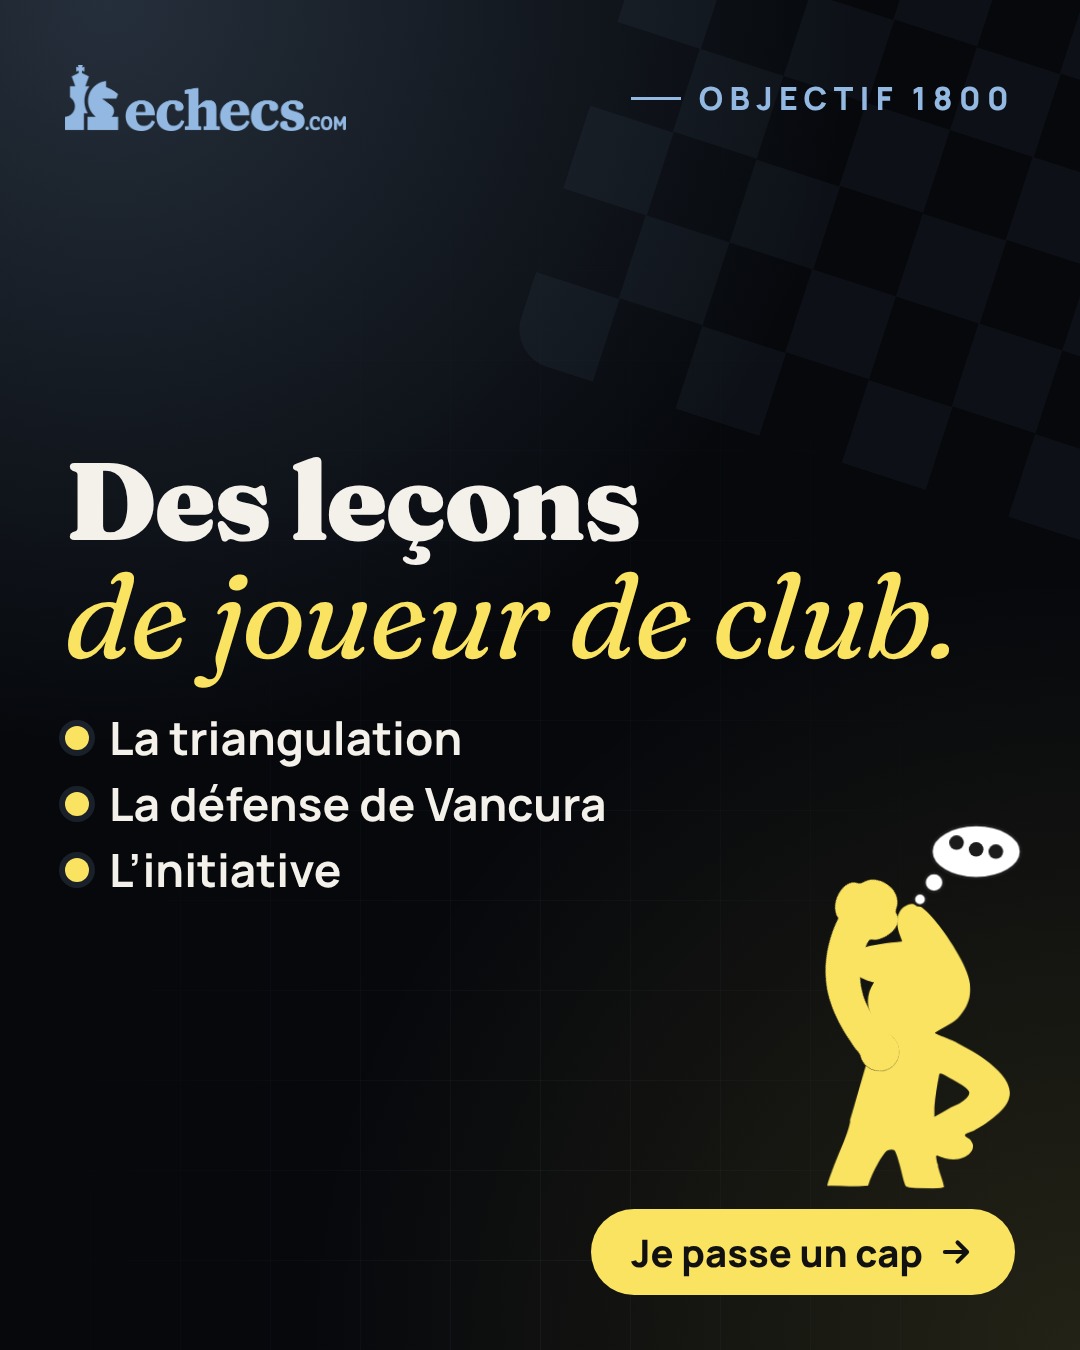 echecs.COM
OBJECTIF 1800
Des leçons
de joueur de club.
La triangulation
La défense de Vancura
L’initiative
Je passe un cap →